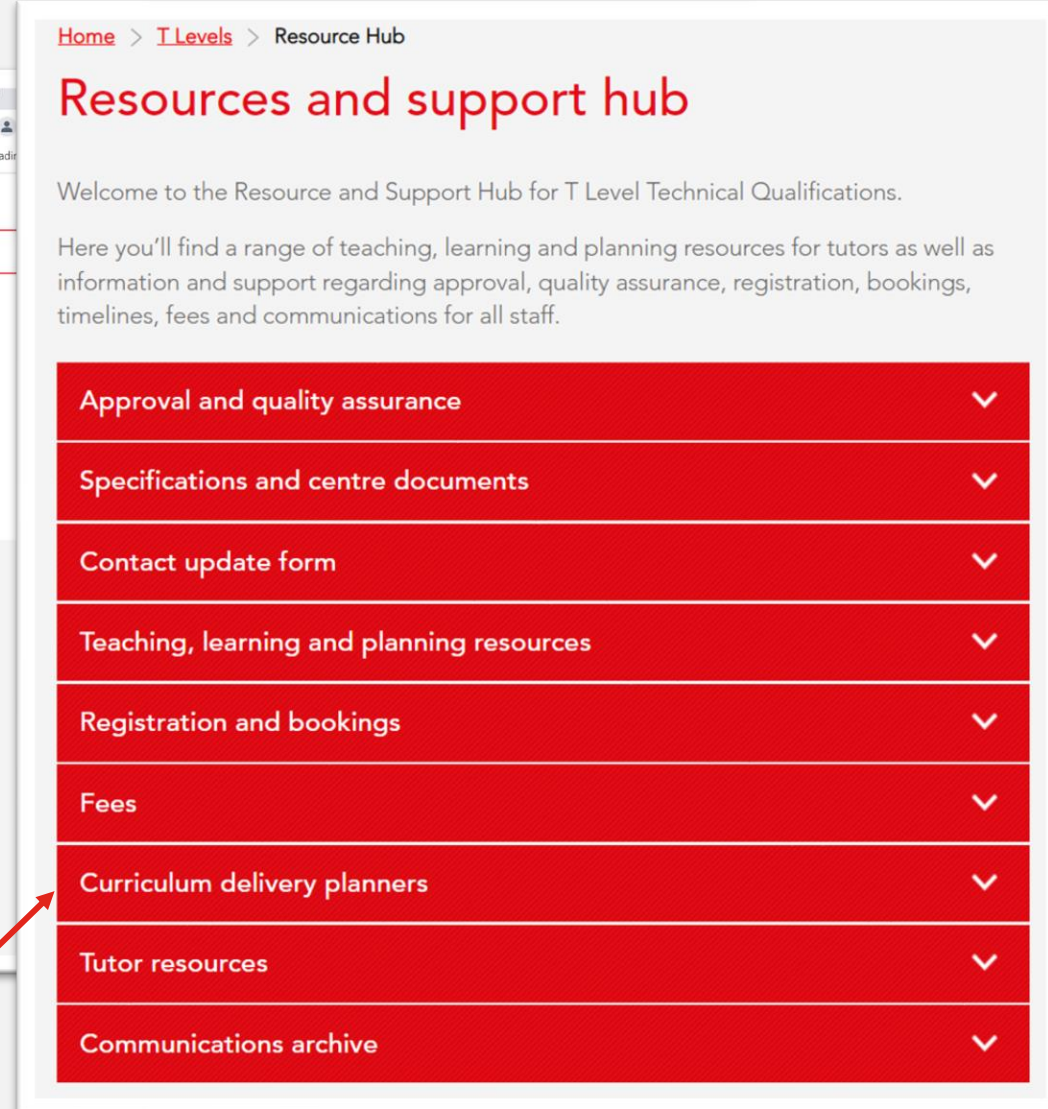 Home > T Levels > Resource Hub
Resources and support hub
Welcome to the Resource and Support Hub for T Level Technical Qualifications.
Here you'll find a range of teaching, learning and planning resources for tutors as well as
information and support regarding approval, quality assurance, registration, bookings,
timelines, fees and communications for all staff.
Approval and quality assurance
Specifications and centre documents
Contact update form
Teaching, learning and planning resources
Registration and bookings
Fees
Curriculum delivery planners
Tutor resources
Communications archive